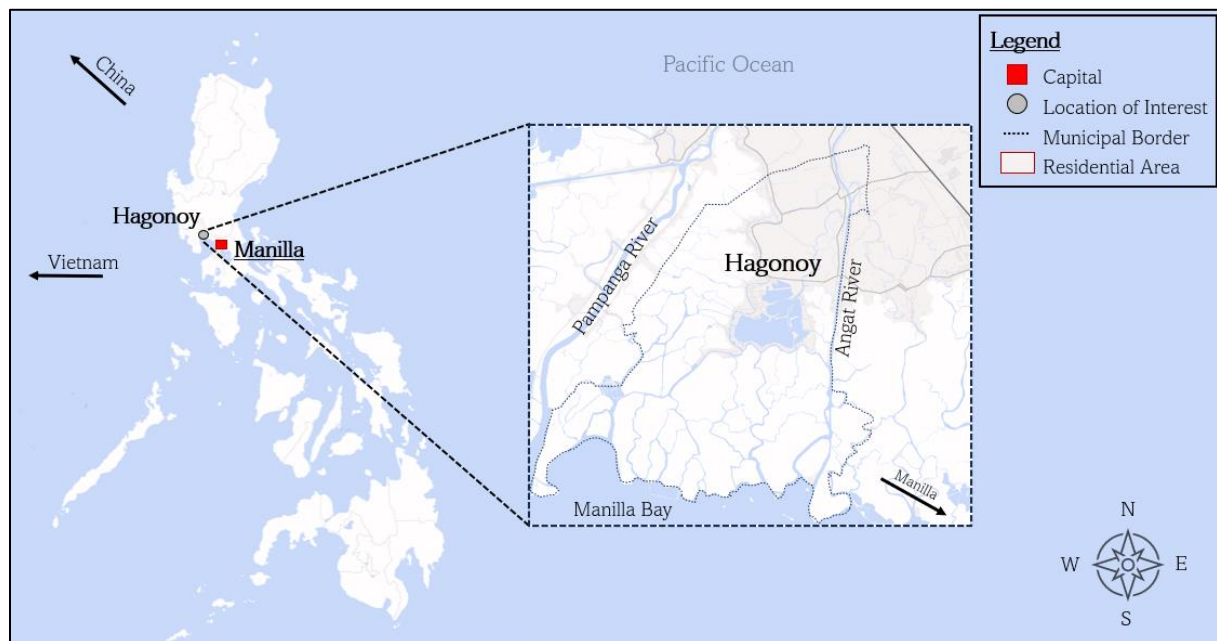 China
Pacific Ocean
Legend
Capital
Location of Interest
Municipal Border
Residential Area
Hagonoy
Manilla
Vietnam
Pampanga River
Hagonoy
Angat River
Manilla
Manilla Bay
N
W
E
S